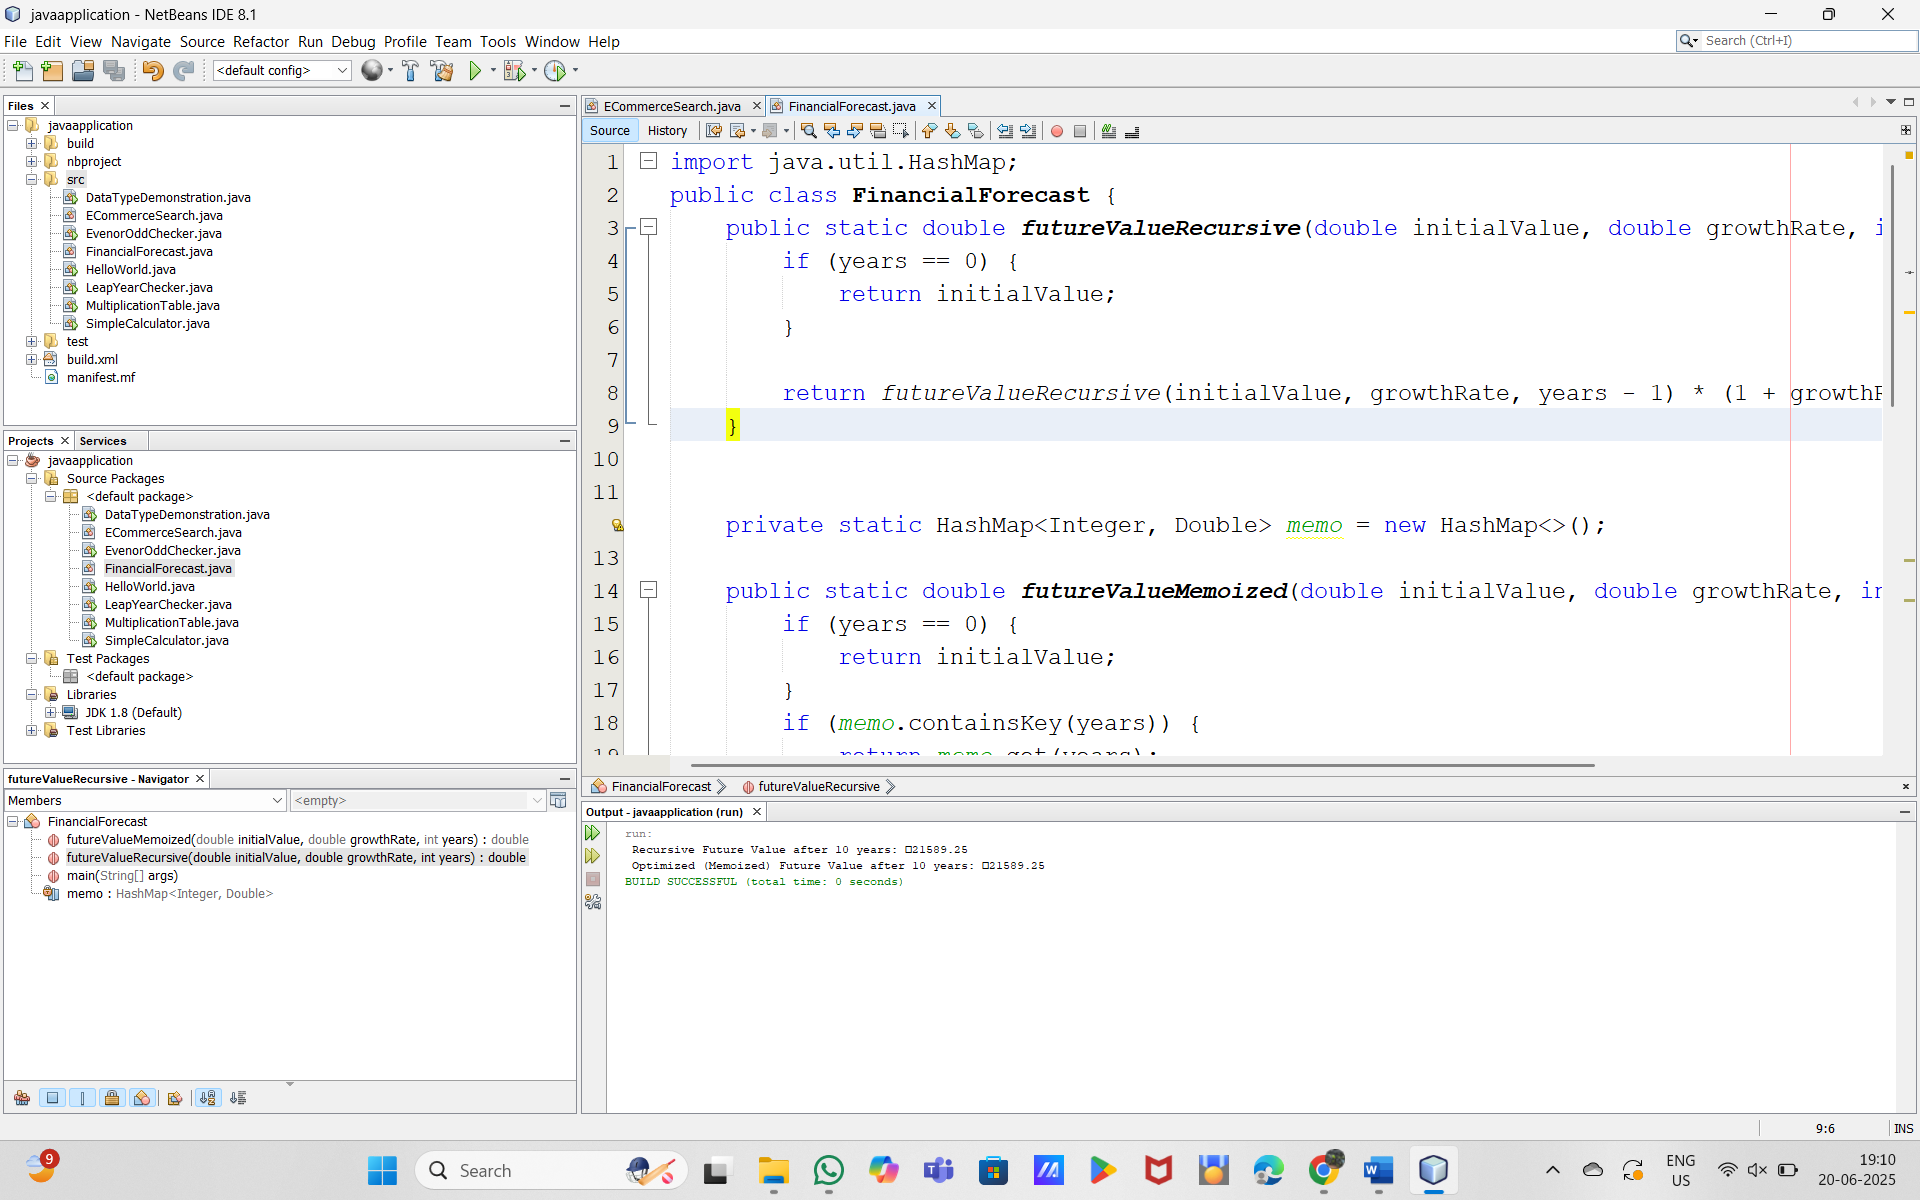 javaapplication - NetBeans IDE 8.1
File Edit View Navigate Source Refactor Run Debug Profile Team Tools Window Help
Search (Ctrl+I)
<default config>
Files
javaapplication
build
nbproject
src
DataTypeDemonstration.java
ECommerceSearch.java
EvenorOddChecker.java
FinancialForecast.java
HelloWorld.java
LeapYearChecker.java
MultiplicationTable.java
SimpleCalculator.java
test
build.xml
manifest.mf
Projects Services
javaapplication
Source Packages
<default package>
DataTypeDemonstration.java
ECommerceSearch.java
EvenorOddChecker.java
FinancialForecast.java
HelloWorld.java
LeapYearChecker.java
MultiplicationTable.java
SimpleCalculator.java
Test Packages
<default package>
Libraries
JDK 1.8 (Default)
Test Libraries
futureValueRecursive - Navigator
Members <empty>
FinancialForecast
futureValueMemoized(double initialValue, double growthRate, int years) : double
futureValueRecursive(double initialValue, double growthRate, int years) : double
main(String[] args)
memo : HashMap<Integer, Double>
ECommerceSearch.java FinancialForecast.java
Source History
1 import java.util.HashMap;
2 public class FinancialForecast {
3 public static double futureValueRecursive(double initialValue, double growthRate, i
4 if (years == 0) {
5 return initialValue;
6 }
7
8 return futureValueRecursive(initialValue, growthRate, years - 1) * (1 + growthR
9 }
10
11
private static HashMap<Integer, Double> memo = new HashMap<>();
13
14 public static double futureValueMemoized(double initialValue, double growthRate, in
15 if (years == 0) {
16 return initialValue;
17 }
18 if (memo.containsKey(years)) {
19 return memo.get(years);
FinancialForecast futureValueRecursive
Output - javaapplication (run)
run:
Recursive Future Value after 10 years: □21589.25
Optimized (Memoized) Future Value after 10 years: □21589.25
BUILD SUCCESSFUL (total time: 0 seconds)
9:6 INS
9
Search
ENG
US
19:10
20-06-2025